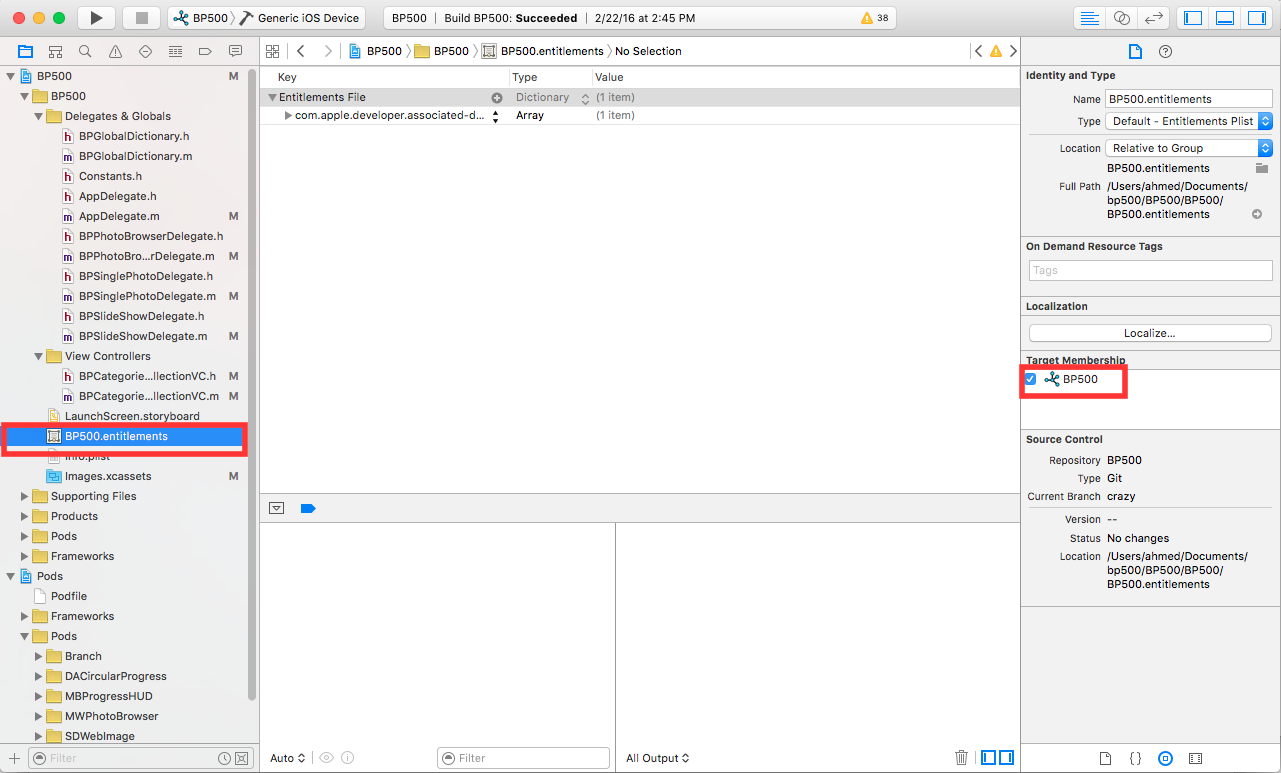 BP500 Generic iOS Device BP500 Build BP500: Succeeded 2/22/16 at 2:45 PM 38
BP500 BP500 BP500.entitlements No Selection
BP500 M
BP500
Delegates & Globals
BPGlobalDictionary.h
BPGlobalDictionary.m
Constants.h
AppDelegate.h
AppDelegate.m M
BPPhotoBrowserDelegate.h
BPPhotoBro...rDelegate.m M
BPSinglePhotoDelegate.h
BPSinglePhotoDelegate.m M
BPSlideShowDelegate.h
BPSlideShowDelegate.m M
View Controllers
BPCategorie...llectionVC.h M
BPCategorie...llectionVC.m M
LaunchScreen.storyboard
BP500.entitlements
Info.plist
Images.xcassets M
Supporting Files
Products
Pods
Frameworks
Pods
Podfile
Frameworks
Pods
Branch
DACircularProgress
MBProgressHUD
MWPhotoBrowser
SDWebImage
Filter
Key Type Value
Entitlements File Dictionary (1 item)
com.apple.developer.associated-d... Array (1 item)
Auto Filter All Output
Identity and Type
Name BP500.entitlements
Type Default - Entitlements Plist
Location Relative to Group
BP500.entitlements
Full Path /Users/ahmed/Documents/
bp500/BP500/BP500/
BP500.entitlements
On Demand Resource Tags
Tags
Localization
Localize...
Target Membership
BP500
Source Control
Repository BP500
Type Git
Current Branch crazy
Version --
Status No changes
Location /Users/ahmed/Documents/
bp500/BP500/BP500/
BP500.entitlements